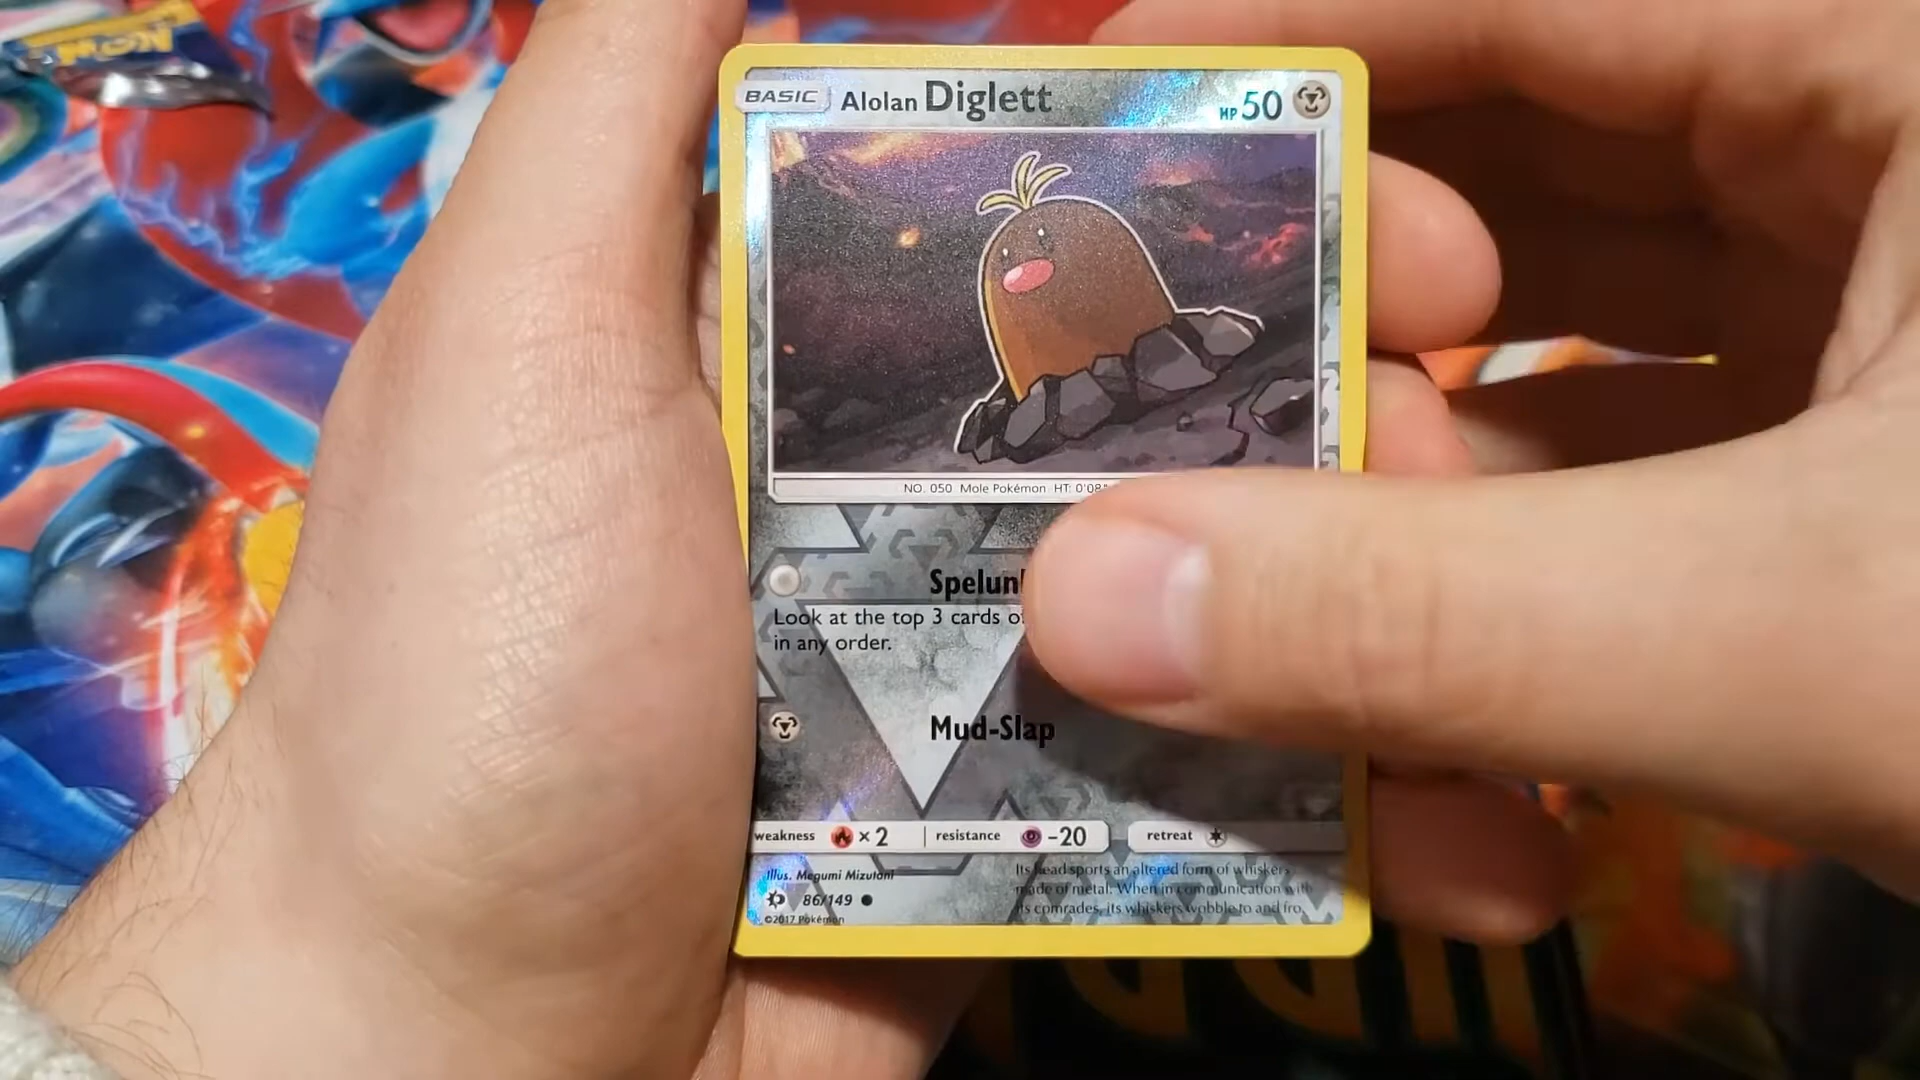 BASIC Alolan Diglett HP 50
NO. 050 Mole Pokémon HT: 0'08"
Look at the top 3 cards
in any order.
Mud-Slap
weakness ×2 resistance -20 retreat
Illus. Megumi Mizutani
Its head sports an altered form of whiskers
made of metal. When in communication with
its comrades, its whiskers wobble to and fro.
86/149
©2017 Pokémon